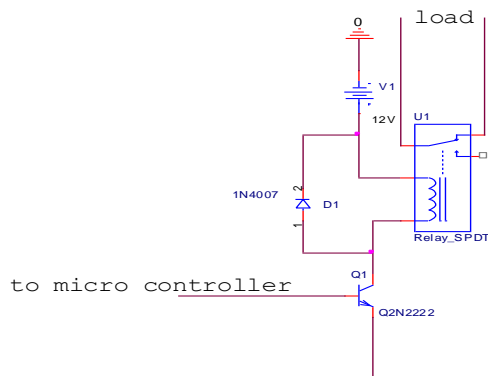 0
load
V1
12V
U1
1N4007
2
D1
1
Relay_SPDT
Q1
to micro controller
Q2N2222